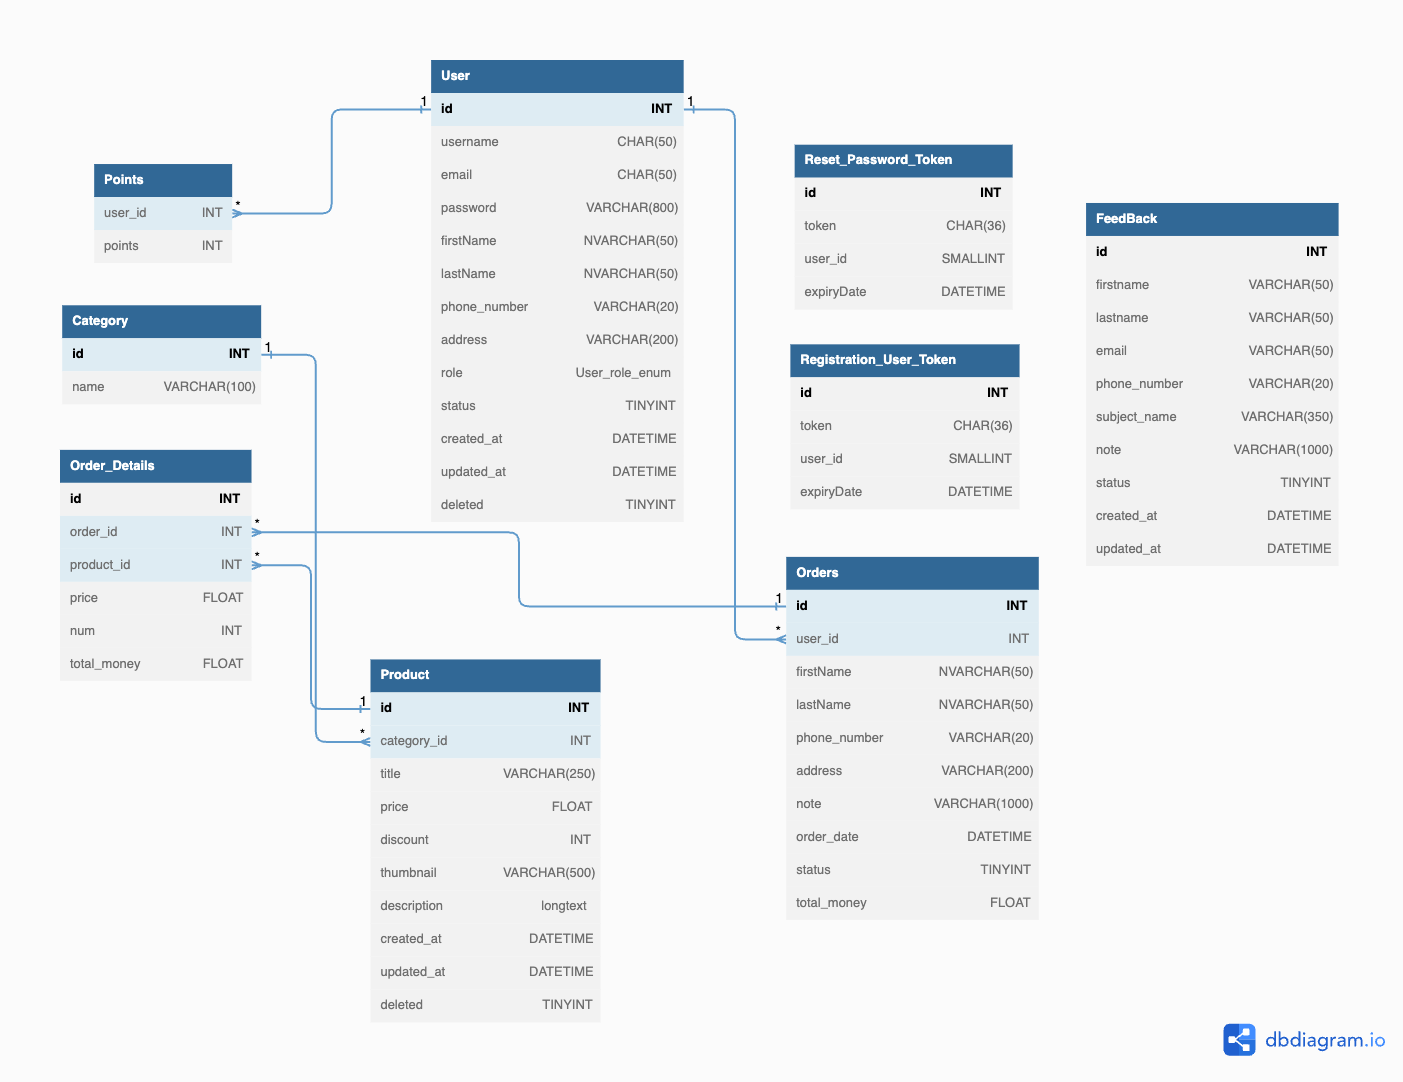 User
1 id INT 1
username CHAR(50)
email CHAR(50)
password VARCHAR(800)
firstName NVARCHAR(50)
lastName NVARCHAR(50)
phone_number VARCHAR(20)
address VARCHAR(200)
role User_role_enum
status TINYINT
created_at DATETIME
updated_at DATETIME
deleted TINYINT
Points
user_id INT *
points INT
Category
id INT 1
name VARCHAR(100)
Order_Details
id INT
order_id INT *
product_id INT *
price FLOAT
num INT
total_money FLOAT
Product
1 id INT
* category_id INT
title VARCHAR(250)
price FLOAT
discount INT
thumbnail VARCHAR(500)
description longtext
created_at DATETIME
updated_at DATETIME
deleted TINYINT
Reset_Password_Token
id INT
token CHAR(36)
user_id SMALLINT
expiryDate DATETIME
Registration_User_Token
id INT
token CHAR(36)
user_id SMALLINT
expiryDate DATETIME
Orders
1 id INT
* user_id INT
firstName NVARCHAR(50)
lastName NVARCHAR(50)
phone_number VARCHAR(20)
address VARCHAR(200)
note VARCHAR(1000)
order_date DATETIME
status TINYINT
total_money FLOAT
FeedBack
id INT
firstname VARCHAR(50)
lastname VARCHAR(50)
email VARCHAR(50)
phone_number VARCHAR(20)
subject_name VARCHAR(350)
note VARCHAR(1000)
status TINYINT
created_at DATETIME
updated_at DATETIME
dbdiagram.io